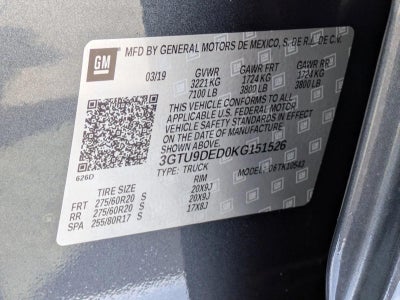 GM
MFD BY GENERAL MOTORS DE MEXICO, S. DE R.L. DE C.V.
03/19 GVWR GAWR FRT GAWR RR
3221 KG 1724 KG 1724 KG
7100 LB 3800 LB 3800 LB
THIS VEHICLE CONFORMS TO ALL
APPLICABLE U.S. FEDERAL MOTOR
VEHICLE SAFETY STANDARDS IN
EFFECT ON THE DATE OF
MANUFACTURE SHOWN ABOVE.
3GTU9DED0KG151526
TYPE: TRUCK MODEL:
626D
TIRE SIZE RIM
FRT 275/60R20 S 20X9J
RR 275/60R20 S 20X9J
SPA 255/80R17 S 17X8J